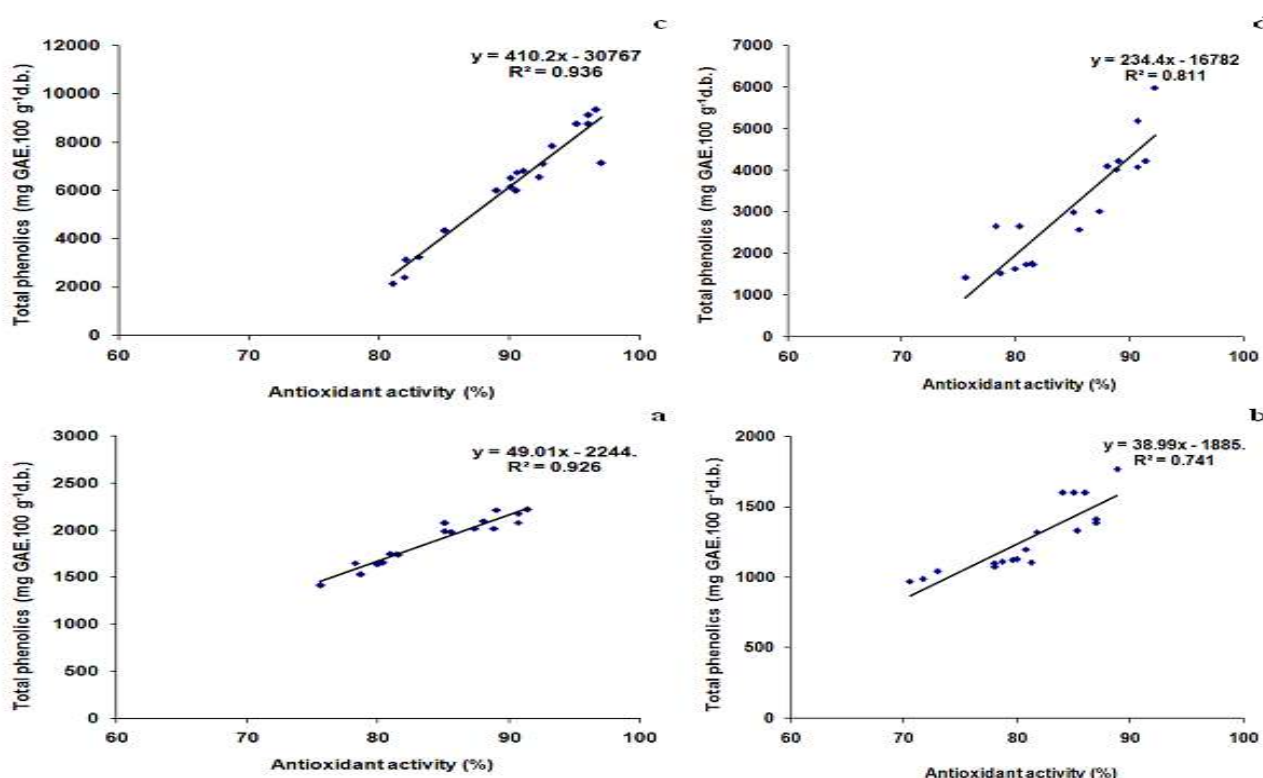 c
y = 410.2x - 30767
R² = 0.936
Total phenolics (mg GAE.100 g⁻¹d.b.)
12000
10000
8000
6000
4000
2000
0
60 70 80 90 100
Antioxidant activity (%)
d
y = 234.4x - 16782
R² = 0.811
Total phenolics (mg GAE.100 g⁻¹d.b.)
7000
6000
5000
4000
3000
2000
1000
0
60 70 80 90 100
Antioxidant activity (%)
a
y = 49.01x - 2244.
R² = 0.926
Total phenolics (mg GAE.100 g⁻¹d.b.)
3000
2500
2000
1500
1000
500
0
60 70 80 90 100
Antioxidant activity (%)
b
y = 38.99x - 1885.
R² = 0.741
Total phenolics (mg GAE.100 g⁻¹d.b.)
2000
1500
1000
500
0
60 70 80 90 100
Antioxidant activity (%)